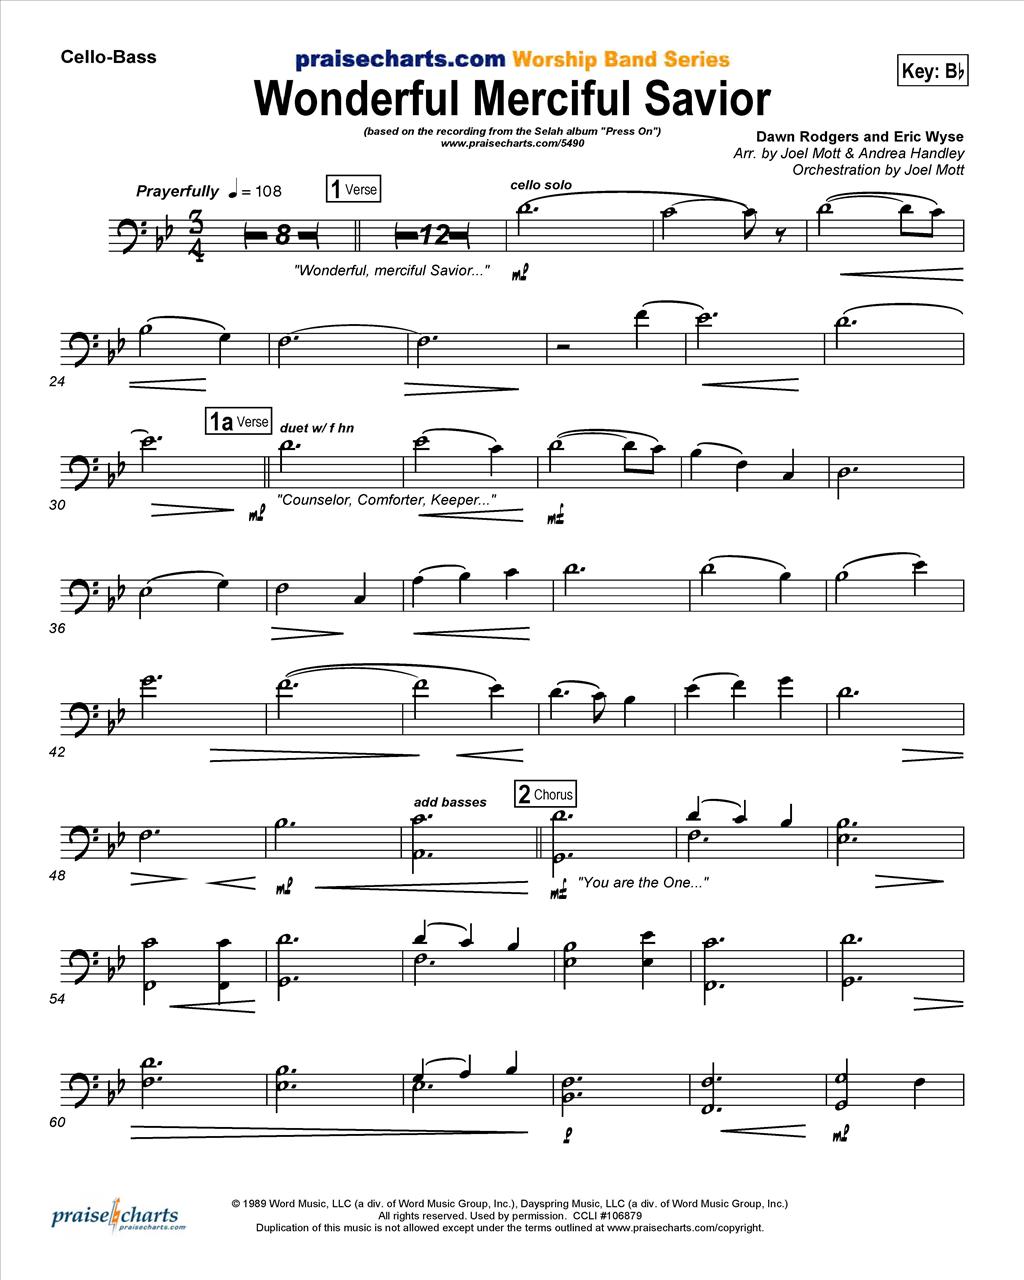 Cello-Bass
praisecharts.com Worship Band Series
Key: B♭
Wonderful Merciful Savior
(based on the recording from the Selah album "Press On")
www.praisecharts.com/5490
Dawn Rodgers and Eric Wyse
Arr. by Joel Mott & Andrea Handley
Orchestration by Joel Mott
Prayerfully ♩ = 108
1 Verse
cello solo
3
4
8
12
"Wonderful, merciful Savior..."
mp
24
1a Verse
duet w/ f hn
30
mp
"Counselor, Comforter, Keeper..."
mf
36
42
add basses
2 Chorus
48
mp
mf
"You are the One..."
54
60
p
mp
praisecharts
praisecharts.com
© 1989 Word Music, LLC (a div. of Word Music Group, Inc.), Dayspring Music, LLC (a div. of Word Music Group, Inc.)
All rights reserved. Used by permission. CCLI #106879
Duplication of this music is not allowed except under the terms outlined at www.praisecharts.com/copyright.